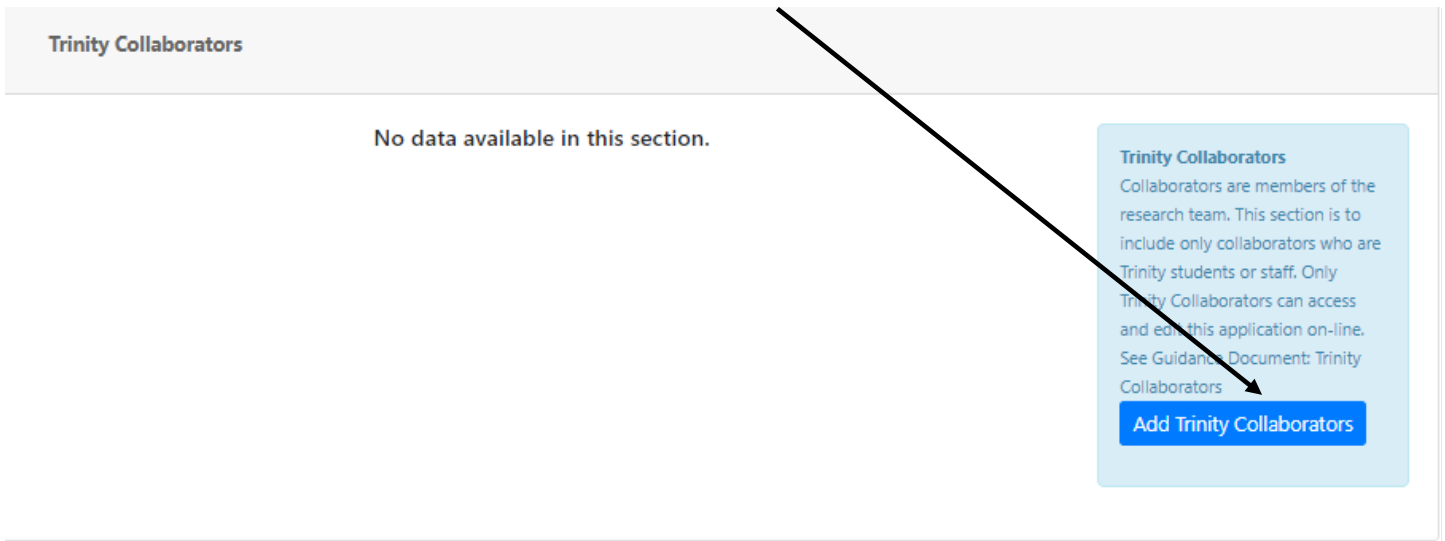 Trinity Collaborators
No data available in this section.
Trinity Collaborators
Collaborators are members of the
research team. This section is to
include only collaborators who are
Trinity students or staff. Only
Trinity Collaborators can access
and edit this application on-line.
See Guidance Document: Trinity
Collaborators
Add Trinity Collaborators